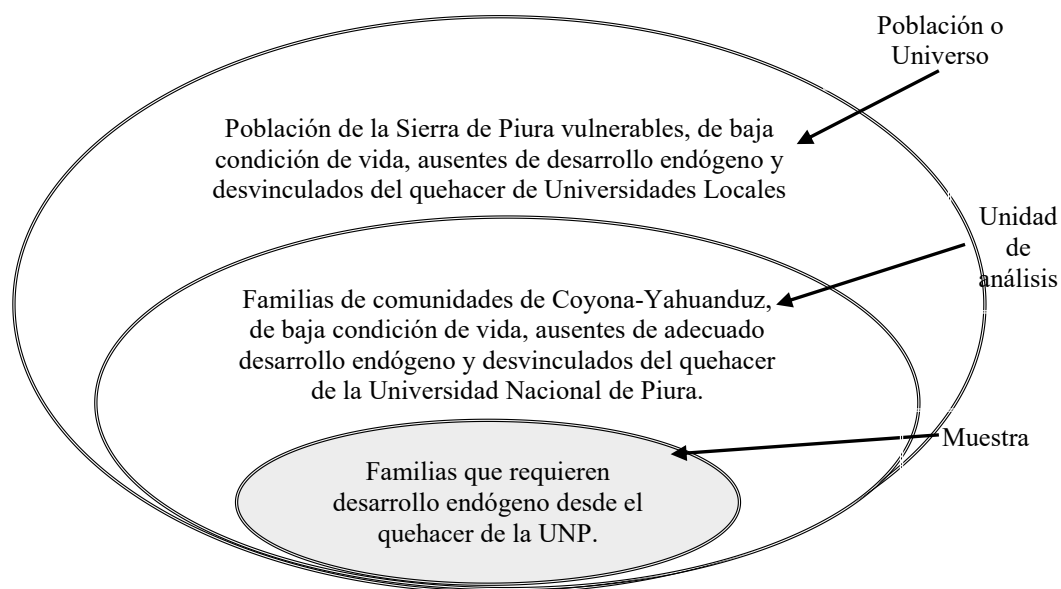 Población o
Universo
Población de la Sierra de Piura vulnerables, de baja
condición de vida, ausentes de desarrollo endógeno y
desvinculados del quehacer de Universidades Locales
Unidad
de
análisis
Familias de comunidades de Coyona-Yahuanduz,
de baja condición de vida, ausentes de adecuado
desarrollo endógeno y desvinculados del quehacer
de la Universidad Nacional de Piura.
Muestra
Familias que requieren
desarrollo endógeno desde el
quehacer de la UNP.